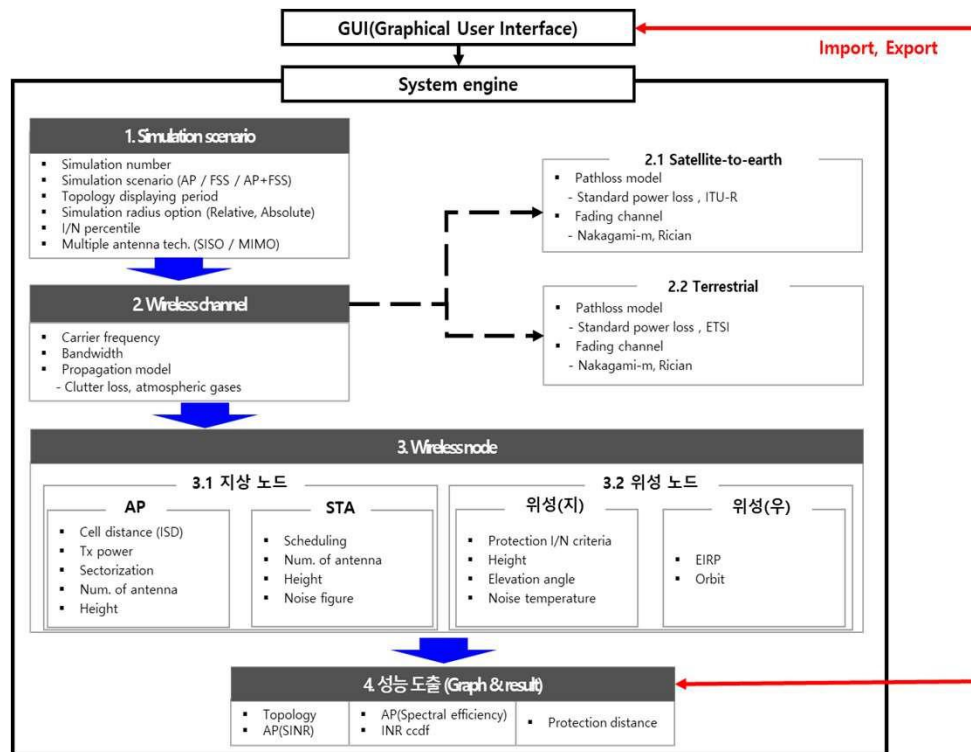 GUI(Graphical User Interface)
Import, Export
System engine
1. Simulation scenario
▪ Simulation number
▪ Simulation scenario (AP / FSS / AP+FSS)
▪ Topology displaying period
▪ Simulation radius option (Relative, Absolute)
▪ I/N percentile
▪ Multiple antenna tech. (SISO / MIMO)
2.1 Satellite-to-earth
▪ Pathloss model
- Standard power loss , ITU-R
▪ Fading channel
- Nakagami-m, Rician
2. Wireless channel
▪ Carrier frequency
▪ Bandwidth
▪ Propagation model
- Clutter loss, atmospheric gases
2.2 Terrestrial
▪ Pathloss model
- Standard power loss , ETSI
▪ Fading channel
- Nakagami-m, Rician
3. Wireless node
3.1 지상 노드
AP
▪ Cell distance (ISD)
▪ Tx power
▪ Sectorization
▪ Num. of antenna
▪ Height
STA
▪ Scheduling
▪ Num. of antenna
▪ Height
▪ Noise figure
3.2 위성 노드
위성(지)
▪ Protection I/N criteria
▪ Height
▪ Elevation angle
▪ Noise temperature
위성(우)
▪ EIRP
▪ Orbit
4. 성능 도출 (Graph & result)
▪ Topology
▪ AP(SINR)
▪ AP(Spectral efficiency)
▪ INR ccdf
▪ Protection distance